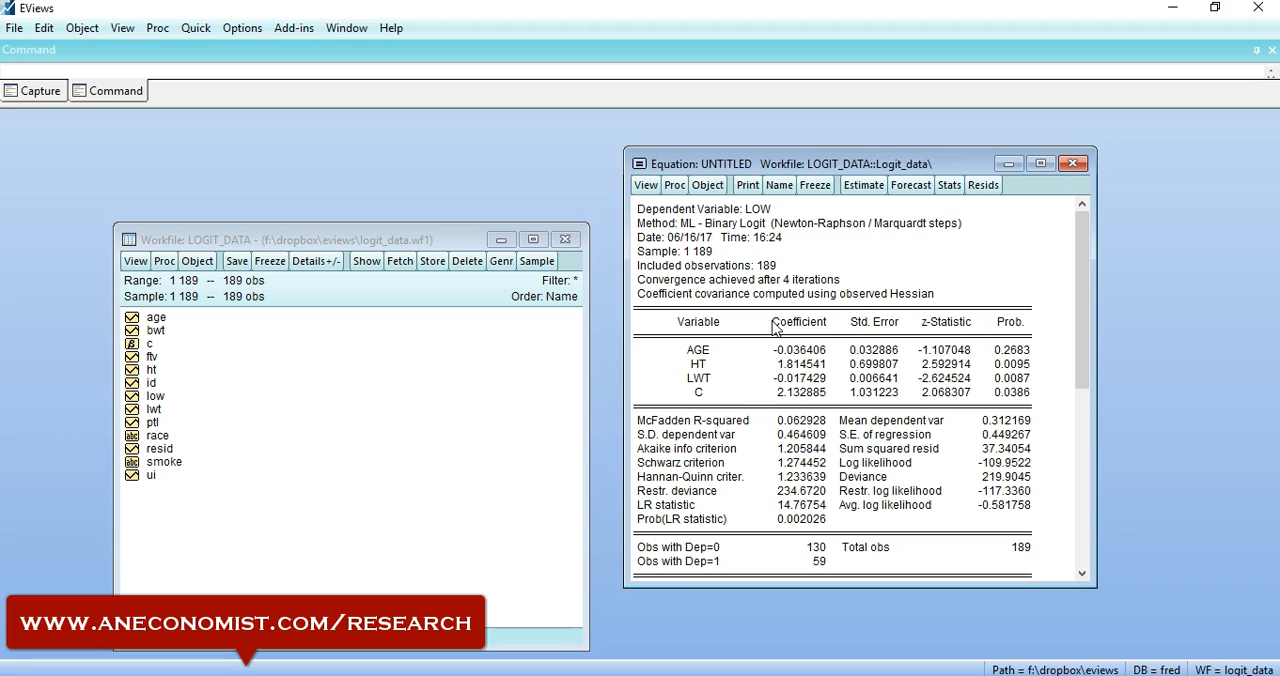 EViews
File Edit Object View Proc Quick Options Add-ins Window Help
Command
Capture Command
Workfile: LOGIT_DATA - (f:\dropbox\eviews\logit_data.wf1)
View Proc Object Save Freeze Details+/- Show Fetch Store Delete Genr Sample
Range: 1 189 -- 189 obs Filter: *
Sample: 1 189 -- 189 obs Order: Name
age
bwt
β c
ftv
ht
id
low
lwt
ptl
abc race
resid
abc smoke
ui
Equation: UNTITLED Workfile: LOGIT_DATA::Logit_data\
View Proc Object Print Name Freeze Estimate Forecast Stats Resids
Dependent Variable: LOW
Method: ML - Binary Logit (Newton-Raphson / Marquardt steps)
Date: 06/16/17 Time: 16:24
Sample: 1 189
Included observations: 189
Convergence achieved after 4 iterations
Coefficient covariance computed using observed Hessian
Variable Coefficient Std. Error z-Statistic Prob.
AGE -0.036406 0.032886 -1.107048 0.2683
HT 1.814541 0.699807 2.592914 0.0095
LWT -0.017429 0.006641 -2.624524 0.0087
C 2.132885 1.031223 2.068307 0.0386
McFadden R-squared 0.062928 Mean dependent var 0.312169
S.D. dependent var 0.464609 S.E. of regression 0.449267
Akaike info criterion 1.205844 Sum squared resid 37.34054
Schwarz criterion 1.274452 Log likelihood -109.9522
Hannan-Quinn criter. 1.233639 Deviance 219.9045
Restr. deviance 234.6720 Restr. log likelihood -117.3360
LR statistic 14.76754 Avg. log likelihood -0.581758
Prob(LR statistic) 0.002026
Obs with Dep=0 130 Total obs 189
Obs with Dep=1 59
WWW.ANECONOMIST.COM/RESEARCH
Path = f:\dropbox\eviews DB = fred WF = logit_data